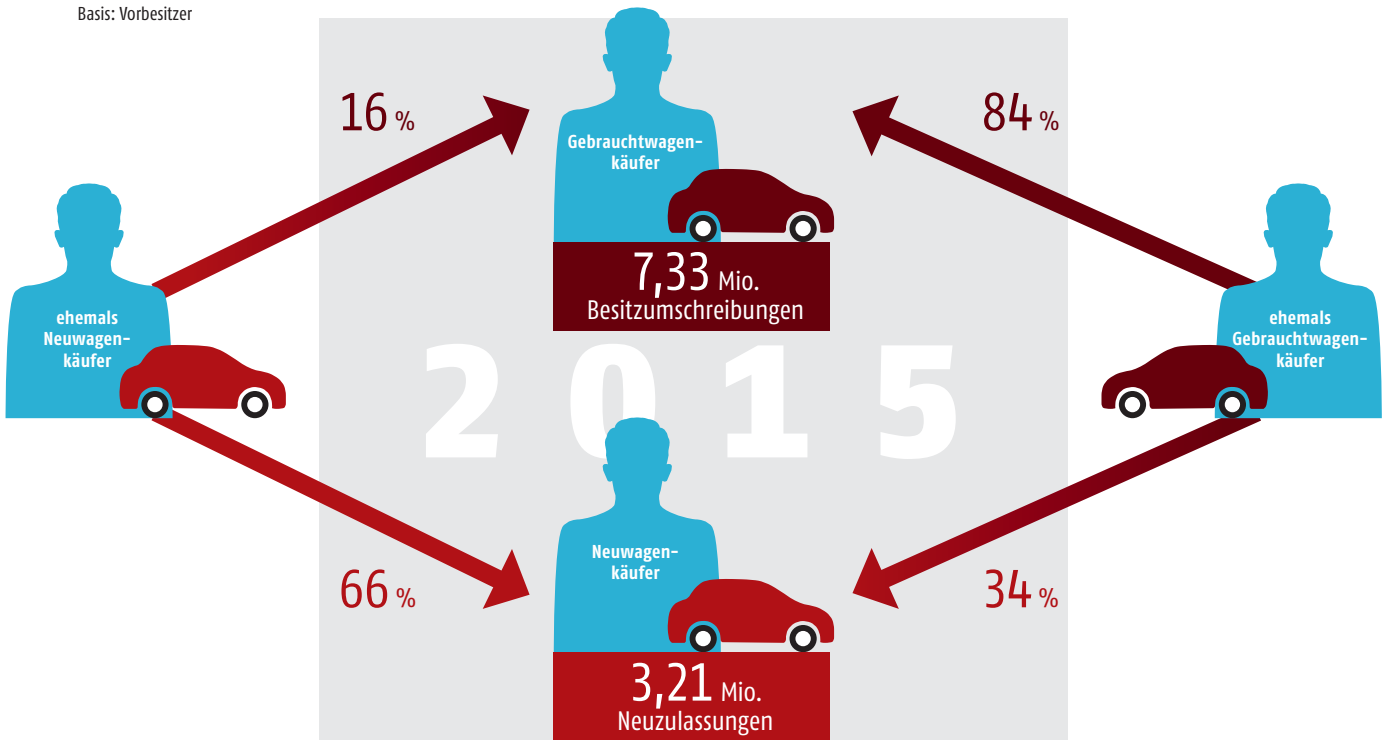 Basis: Vorbesitzer
16 %
84 %
Gebrauchtwagen-
käufer
7,33 Mio.
Besitzumschreibungen
ehemals
Neuwagen-
käufer
ehemals
Gebrauchtwagen-
käufer
2015
Neuwagen-
käufer
66 %
34 %
3,21 Mio.
Neuzulassungen